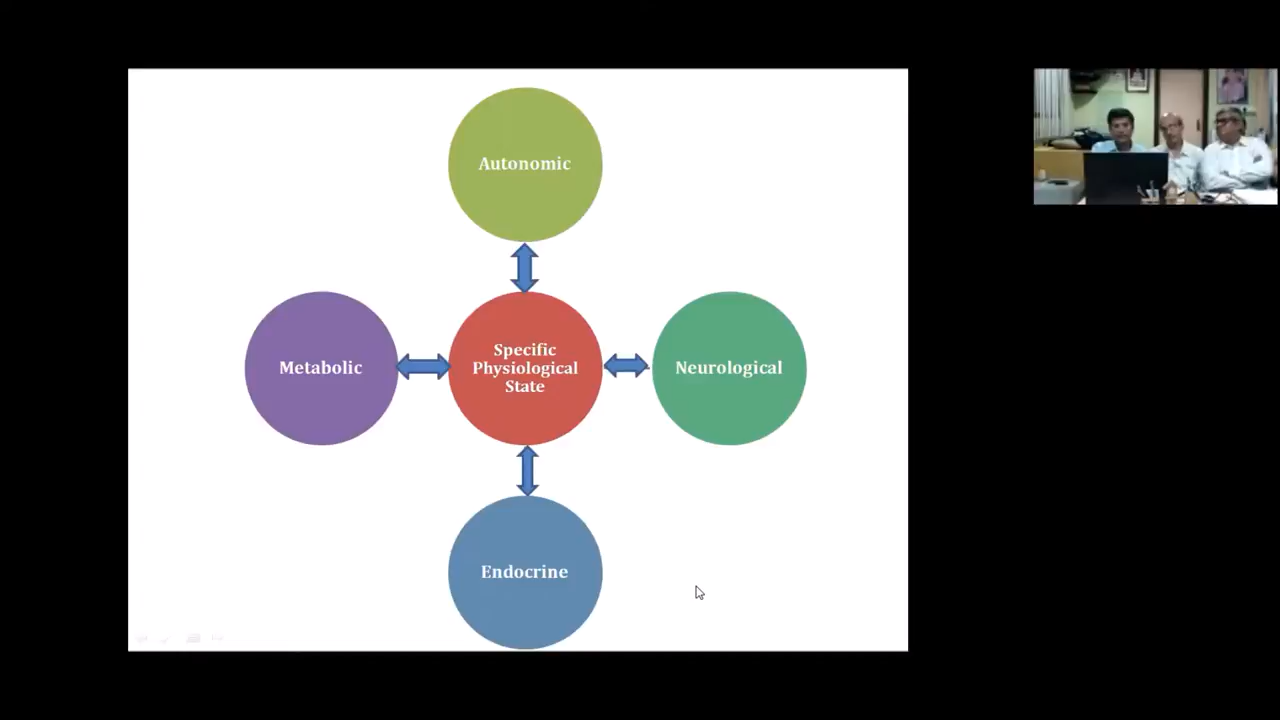 Autonomic
Metabolic
Specific
Physiological
State
Neurological
Endocrine